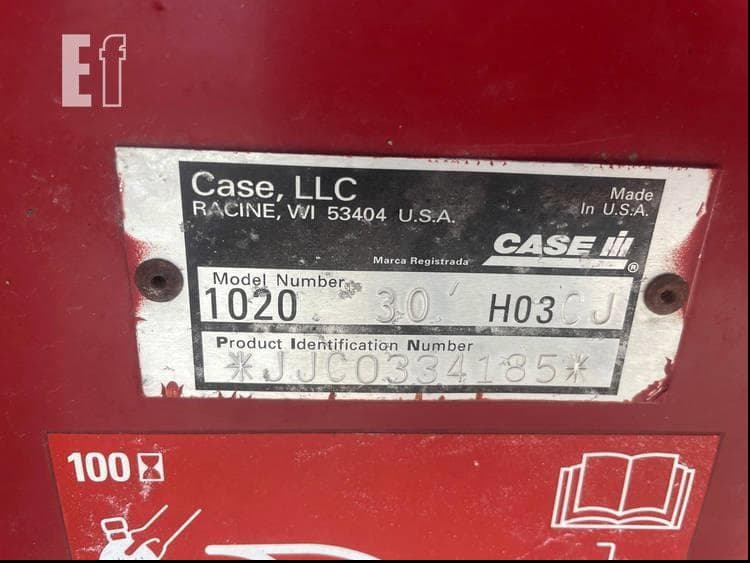 Ef
Case, LLC
RACINE, WI 53404 U.S.A.
Made
In U.S.A.
CASE IH
®
Marca Registrada
Model Number
1020 30' H03CJ
Product Identification Number
*JJC0334185*
100